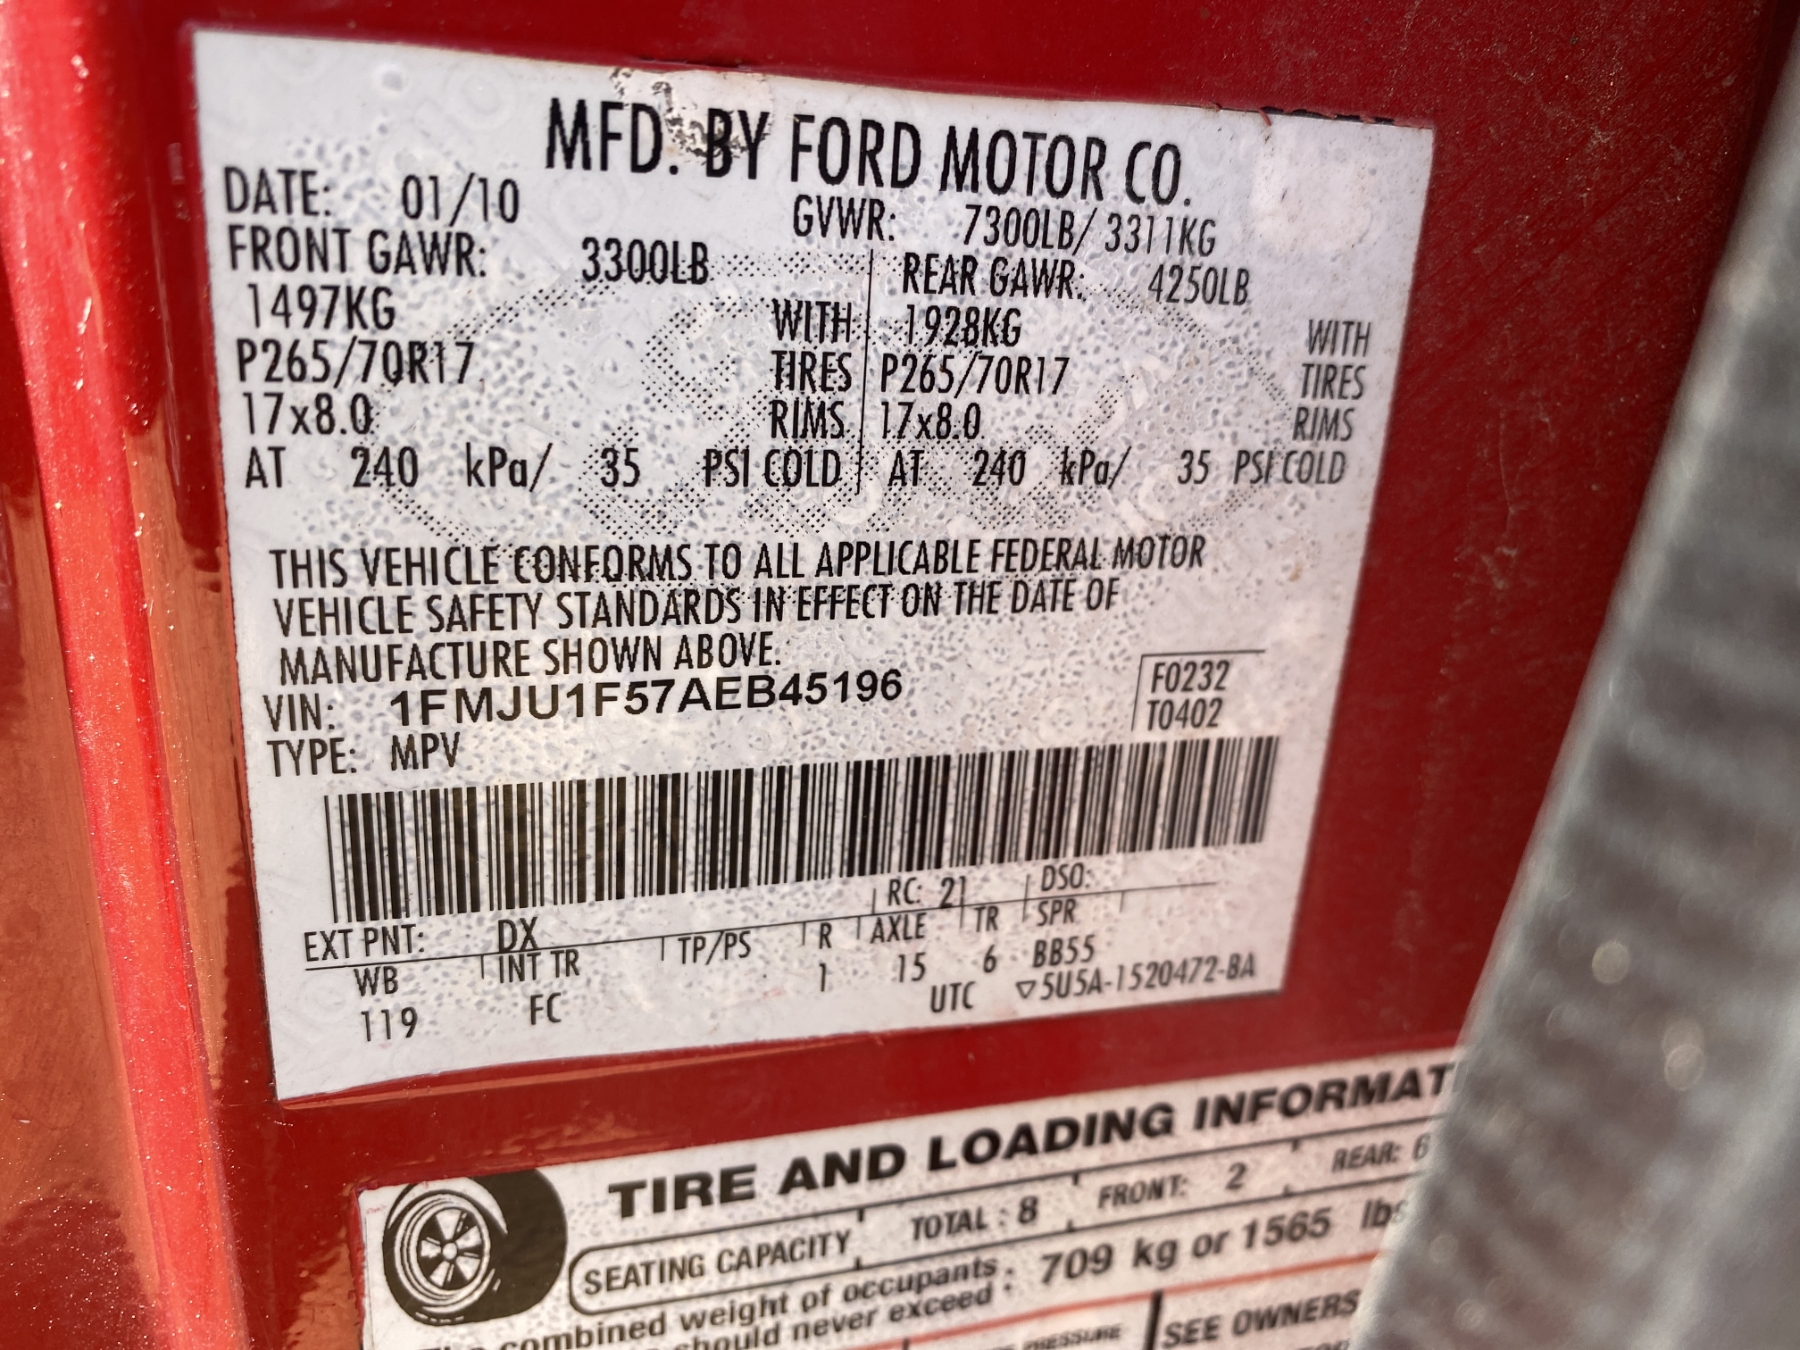 MFD. BY FORD MOTOR CO.
DATE: 01/10 GVWR: 7300LB/ 3311KG
FRONT GAWR: 3300LB REAR GAWR: 4250LB
1497KG WITH 1928KG WITH
P265/70R17 TIRES P265/70R17 TIRES
17x8.0 RIMS 17x8.0 RIMS
AT 240 kPa/ 35 PSI COLD AT 240 kPa/ 35 PSI COLD
THIS VEHICLE CONFORMS TO ALL APPLICABLE FEDERAL MOTOR
VEHICLE SAFETY STANDARDS IN EFFECT ON THE DATE OF
MANUFACTURE SHOWN ABOVE.
VIN: 1FMJU1F57AEB45196 F0232
TYPE: MPV T0402
EXT PNT: DX RC: 21 DSO:
WB INT TR TP/PS R AXLE TR SPR
119 FC 1 15 6 BB55
UTC ▽5U5A-1520472-BA
TIRE AND LOADING INFORMAT
SEATING CAPACITY TOTAL : 8 FRONT: 2 REAR: 6
combined weight of occupants : 709 kg or 1565 lbs
should never exceed :
PRESSURE SEE OWNERS